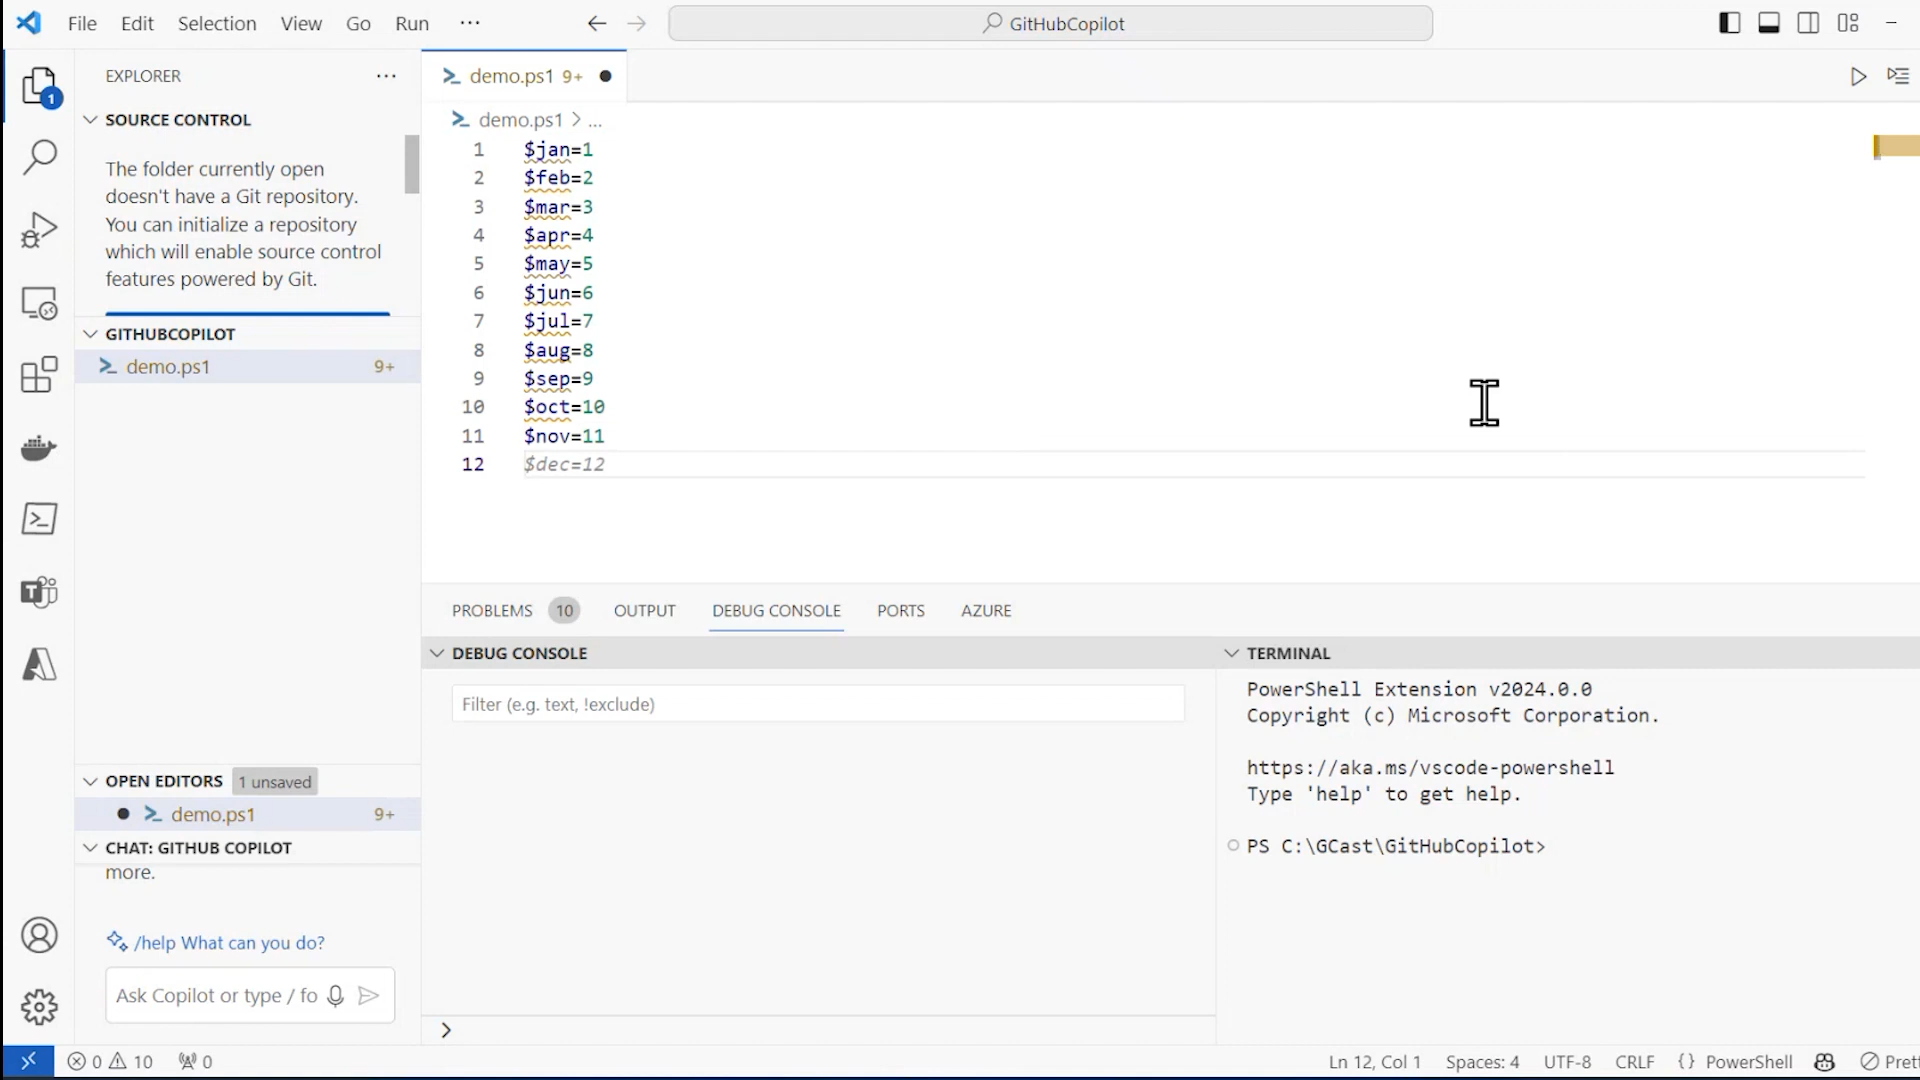 File Edit Selection View Go Run ...
GitHubCopilot
EXPLORER ...
SOURCE CONTROL
The folder currently open
doesn't have a Git repository.
You can initialize a repository
which will enable source control
features powered by Git.
GITHUBCOPILOT
demo.ps1 9+
OPEN EDITORS 1 unsaved
demo.ps1 9+
CHAT: GITHUB COPILOT
more.
/help What can you do?
Ask Copilot or type / fo
1
demo.ps1 9+
demo.ps1 > ...
1 $jan=1
2 $feb=2
3 $mar=3
4 $apr=4
5 $may=5
6 $jun=6
7 $jul=7
8 $aug=8
9 $sep=9
10 $oct=10
11 $nov=11
12 $dec=12
PROBLEMS 10 OUTPUT DEBUG CONSOLE PORTS AZURE
DEBUG CONSOLE
Filter (e.g. text, !exclude)
>
TERMINAL
PowerShell Extension v2024.0.0
Copyright (c) Microsoft Corporation.
https://aka.ms/vscode-powershell
Type 'help' to get help.
PS C:\GCast\GitHubCopilot>
0 10 0 Ln 12, Col 1 Spaces: 4 UTF-8 CRLF {} PowerShell Prett